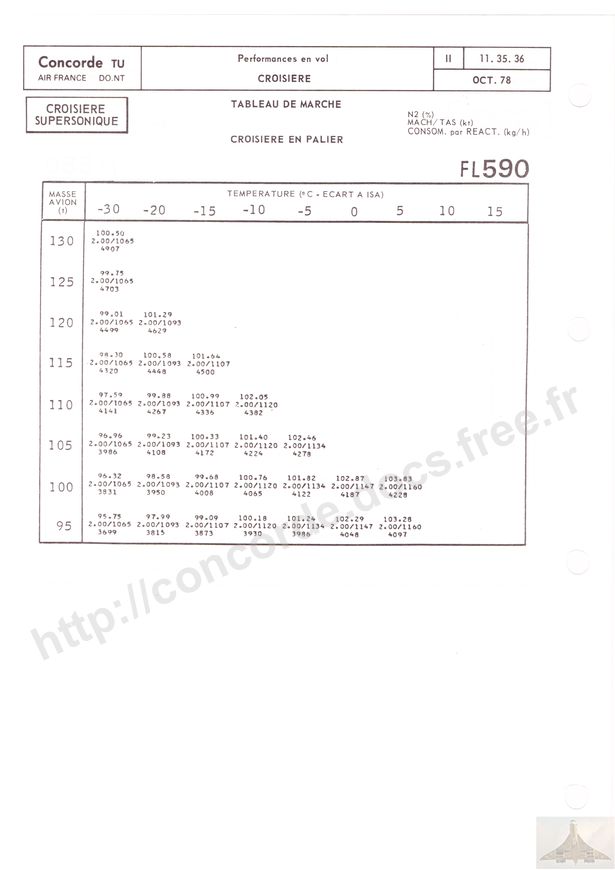 Concorde TU
AIR FRANCE DO.NT
Performances en vol
CROISIERE
II
11. 35. 36
OCT. 78
CROISIERE
SUPERSONIQUE
TABLEAU DE MARCHE
CROISIERE EN PALIER
N2 (%)
MACH/TAS (kt)
CONSOM. par REACT. (kg/h)
FL590
MASSE
AVION
(t)
TEMPERATURE (°C - ECART A ISA)
-30 -20 -15 -10 -5 0 5 10 15
130
100.50
2.00/1065
4907
125
99.75
2.00/1065
4703
120
99.01 101.29
2.00/1065 2.00/1093
4499 4629
115
98.30 100.58 101.64
2.00/1065 2.00/1093 2.00/1107
4320 4448 4500
110
97.59 99.88 100.99 102.05
2.00/1065 2.00/1093 2.00/1107 2.00/1120
4141 4267 4336 4382
105
96.96 99.23 100.33 101.40 102.46
2.00/1065 2.00/1093 2.00/1107 2.00/1120 2.00/1134
3986 4108 4172 4224 4278
100
96.32 98.58 99.68 100.76 101.82 102.87 103.83
2.00/1065 2.00/1093 2.00/1107 2.00/1120 2.00/1134 2.00/1147 2.00/1160
3831 3950 4008 4065 4122 4187 4228
95
95.75 97.99 99.09 100.18 101.24 102.29 103.28
2.00/1065 2.00/1093 2.00/1107 2.00/1120 2.00/1134 2.00/1147 2.00/1160
3699 3815 3873 3930 3986 4048 4097
http://concorde.docs.free.fr